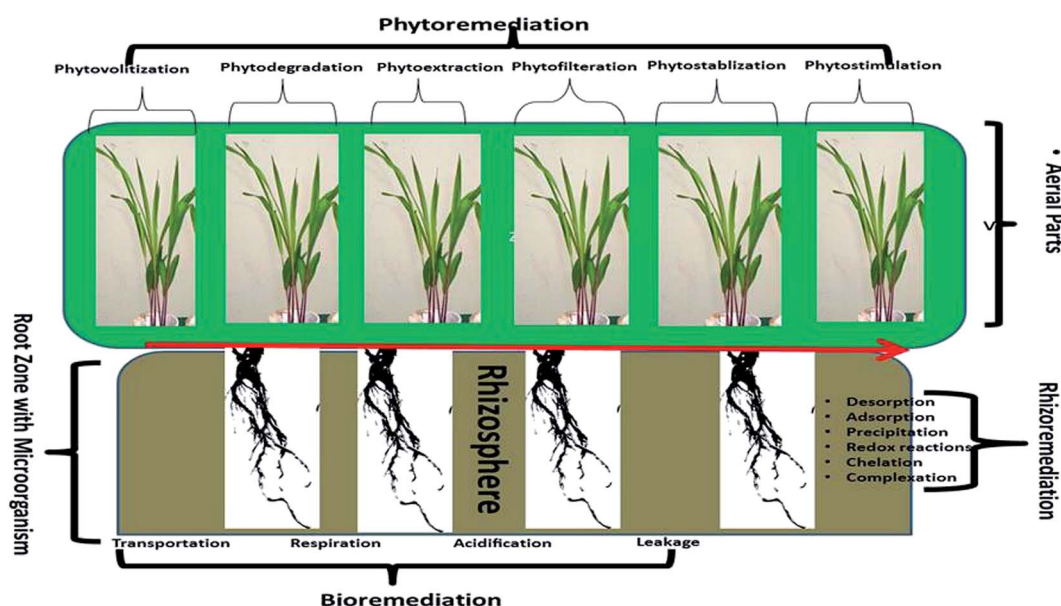 Phytoremediation
Phytovolitization
Phytodegradation
Phytoextraction
Phytofilteration
Phytostablization
Phytostimulation
• Aerial Parts
V
Z
Root Zone with Microorganism
Rhizosphere
• Desorption
• Adsorption
• Precipitation
• Redox reactions
• Chelation
• Complexation
Rhizoremediation
Transportation
Respiration
Acidification
Leakage
Bioremediation